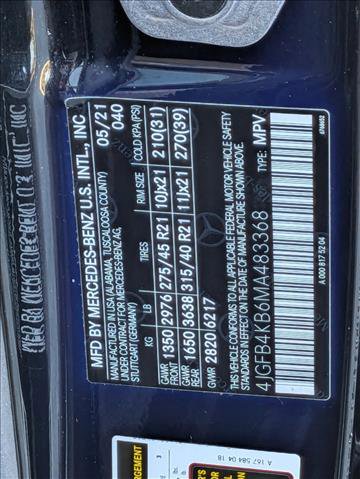 MFD BY MERCEDES-BENZ U.S. INTL., INC
MANUFACTURED IN USA (ALABAMA, TUSCALOOSA COUNTY)
UNDER CONTRACT FOR MERCEDES-BENZ AG,
STUTTGART (GERMANY)
05/21
040
KG LB TIRES RIM SIZE COLD KPA(PSI)
GAWR FRONT 1350 2976 275/45 R21 10Jx21 210(31)
GAWR REAR 1650 3638 315/40 R21 11Jx21 270(39)
GVWR 2820 6217
THIS VEHICLE CONFORMS TO ALL APPLICABLE FEDERAL MOTOR VEHICLE SAFETY
STANDARDS IN EFFECT ON THE DATE OF MANUFACTURE SHOWN ABOVE
4JGFB4KB6MA483368 TYPE: MPV
A 000 817 52 04
A 167 584 04 18